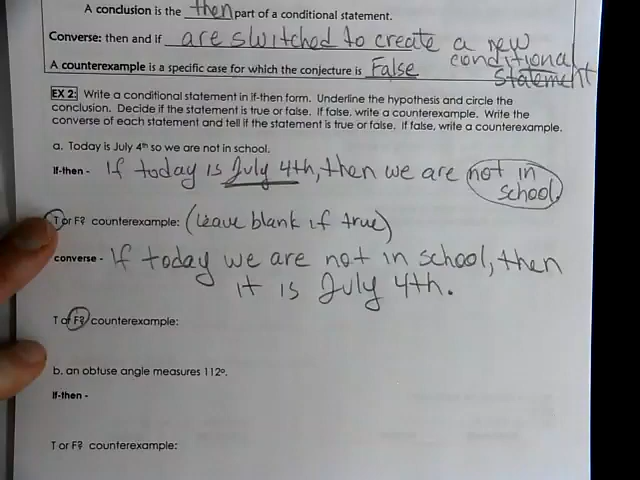 A conclusion is the then part of a conditional statement.
Converse: then and if are switched to create a new conditional statement
A counterexample is a specific case for which the conjecture is False
EX 2: Write a conditional statement in if-then form. Underline the hypothesis and circle the
conclusion. Decide if the statement is true or false. If false, write a counterexample. Write the
converse of each statement and tell if the statement is true or false. If false, write a counterexample.
a. Today is July 4th so we are not in school.
If-then - If today is July 4th, then we are not in
school
T or F? counterexample: (leave blank if true)
converse - If today we are not in school, then
it is July 4th.
T or F? counterexample:
b. an obtuse angle measures 112º.
If-then -
T or F? counterexample: